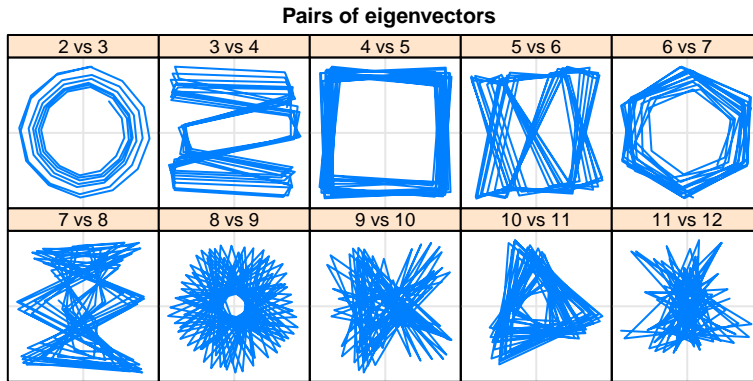 Pairs of eigenvectors
2 vs 3 3 vs 4 4 vs 5 5 vs 6 6 vs 7
7 vs 8 8 vs 9 9 vs 10 10 vs 11 11 vs 12